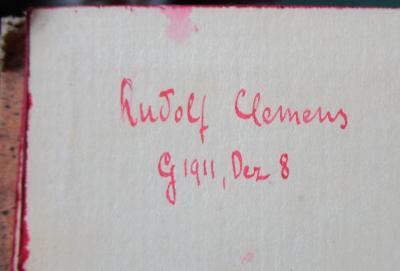 Rudolf Clemens
G 1911, Dez 8